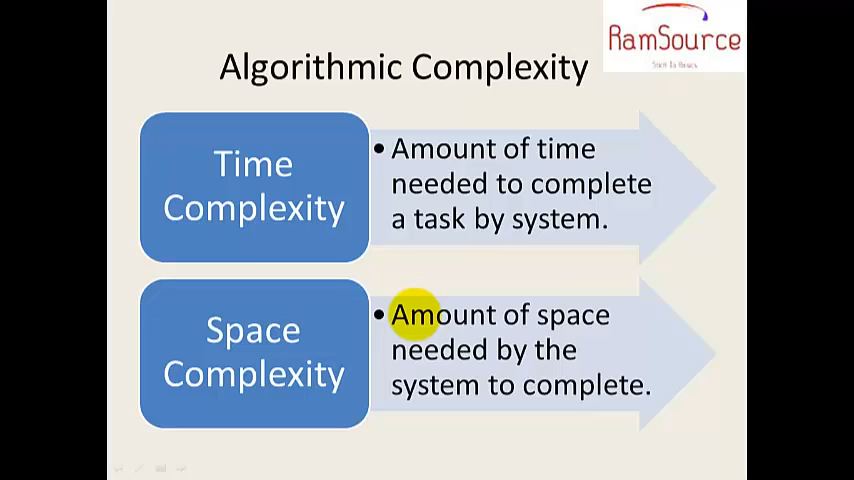 RamSource
Algorithmic Complexity
Time
Complexity
• Amount of time
needed to complete
a task by system.
Space
Complexity
• Amount of space
needed by the
system to complete.